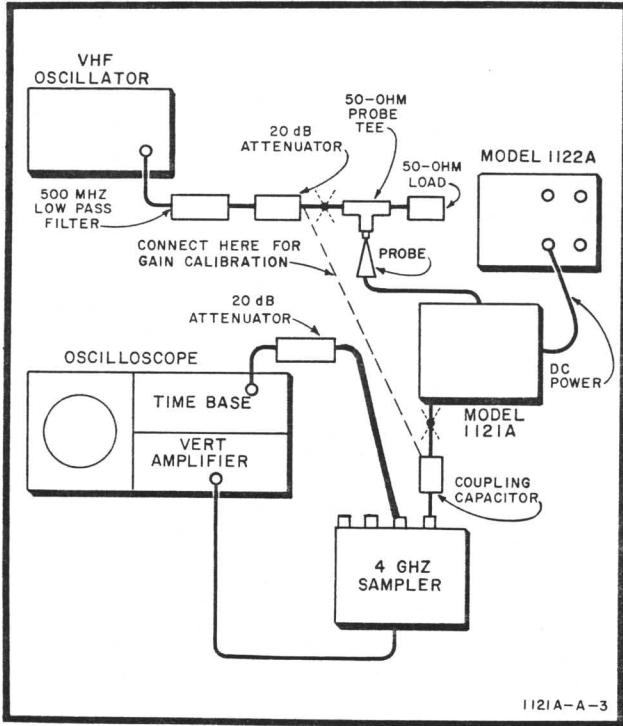 VHF
OSCILLATOR
50-OHM
PROBE
TEE
20 dB
ATTENUATOR
MODEL 1122A
50-OHM
LOAD
500 MHZ
LOW PASS
FILTER
CONNECT HERE FOR
GAIN CALIBRATION
PROBE
20 dB
ATTENUATOR
OSCILLOSCOPE
DC
POWER
TIME BASE
MODEL
1121A
VERT
AMPLIFIER
COUPLING
CAPACITOR
4 GHZ
SAMPLER
1121A-A-3